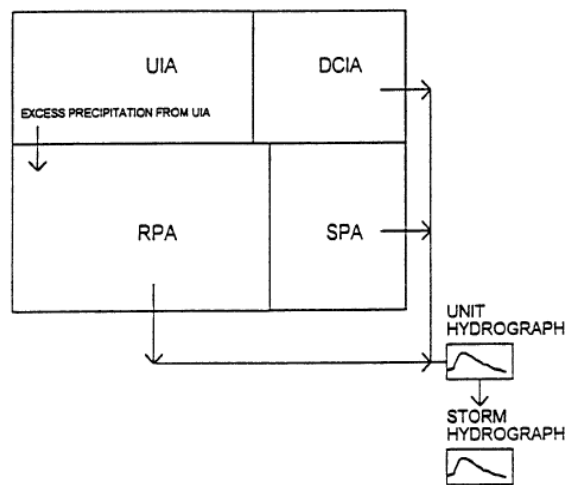 UIA
DCIA
EXCESS PRECIPITATION FROM UIA
RPA
SPA
UNIT
HYDROGRAPH
STORM
HYDROGRAPH